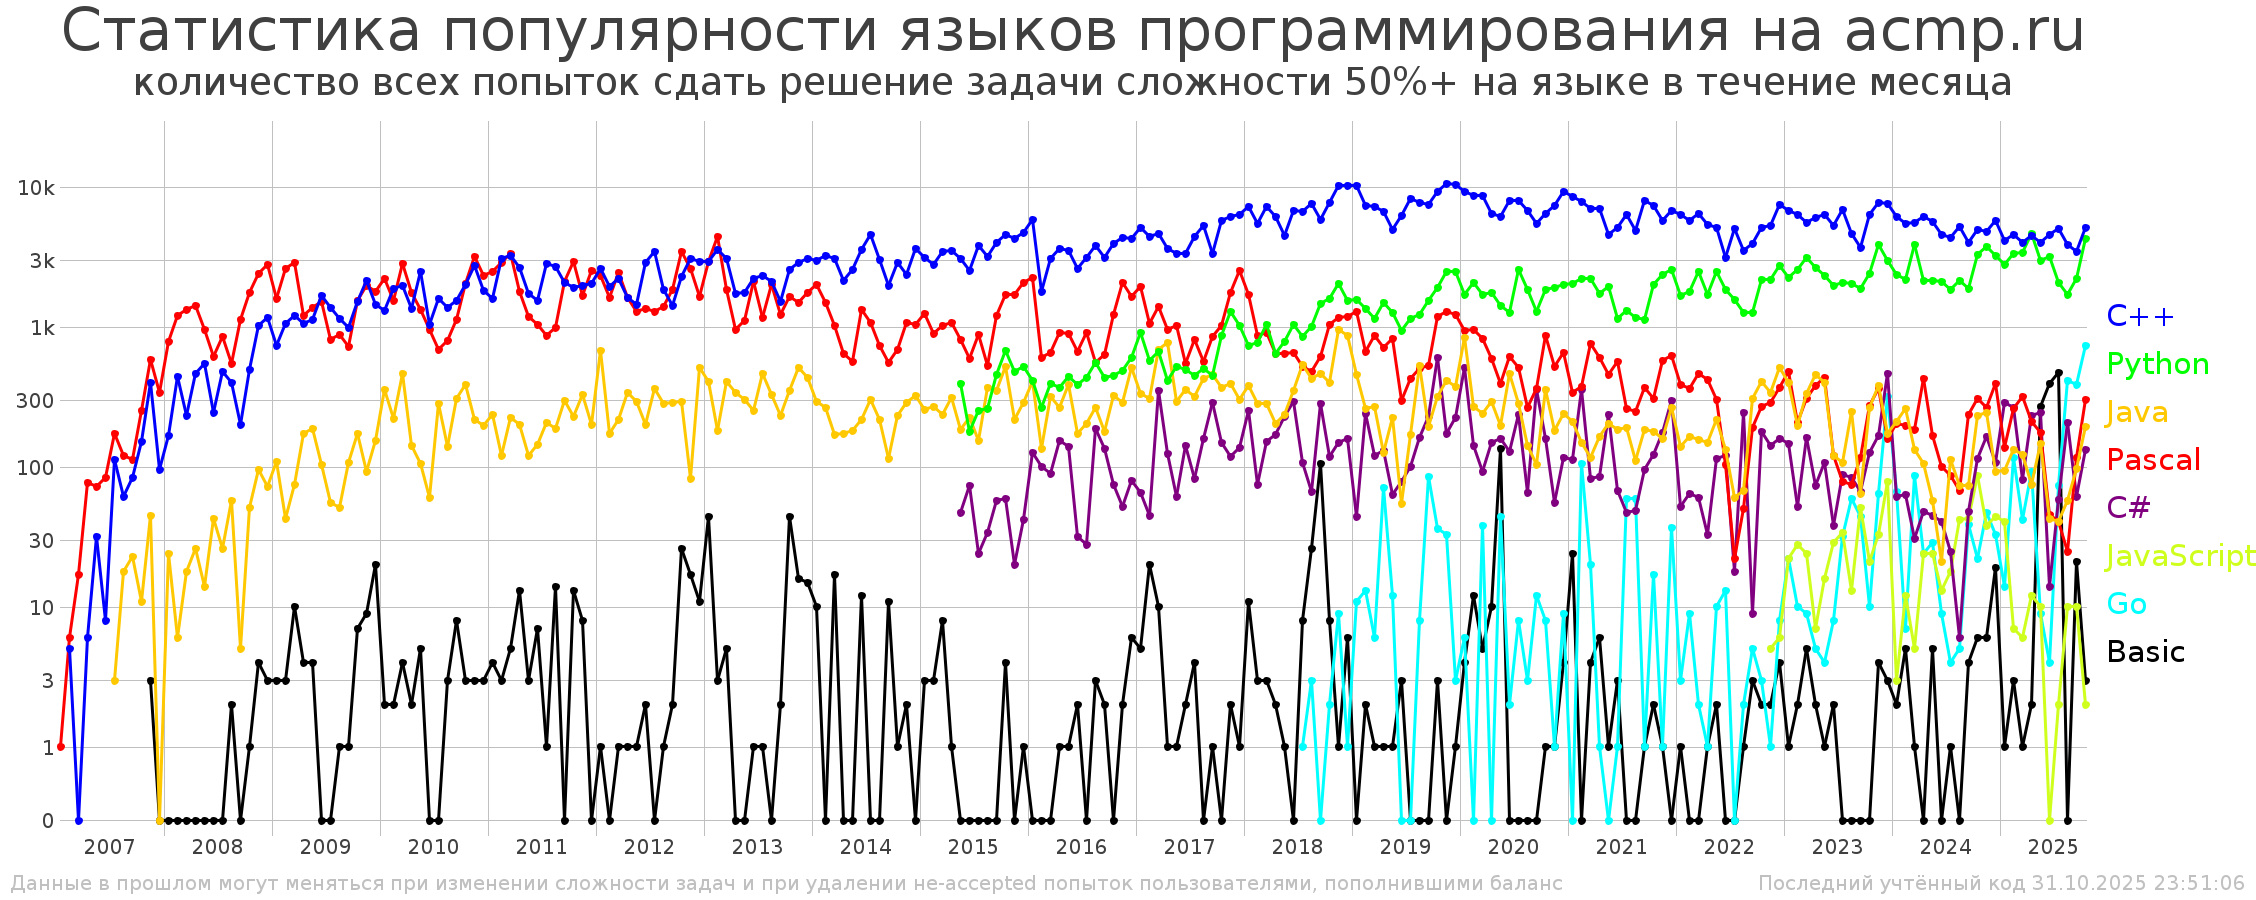 Статистика популярности языков программирования на acmp.ru
количество всех попыток сдать решение задачи сложности 50%+ на языке в течение месяца
10k
3k
1k
300
100
30
10
3
1
0
C++
Python
Java
Pascal
C#
JavaScript
Go
Basic
2007 2008 2009 2010 2011 2012 2013 2014 2015 2016 2017 2018 2019 2020 2021 2022 2023 2024 2025
Данные в прошлом могут меняться при изменении сложности задач и при удалении не-accepted попыток пользователями, пополнившими баланс
Последний учтённый код 31.10.2025 23:51:06